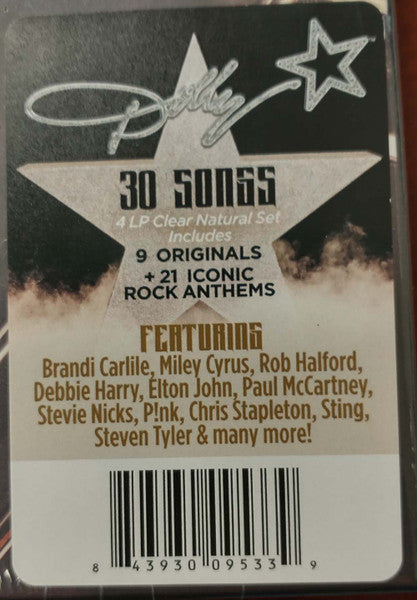 Dolly
30 SONGS
4 LP Clear Natural Set
Includes
9 ORIGINALS
+ 21 ICONIC
ROCK ANTHEMS
FEATURING
Brandi Carlile, Miley Cyrus, Rob Halford,
Debbie Harry, Elton John, Paul McCartney,
Stevie Nicks, P!nk, Chris Stapleton, Sting,
Steven Tyler & many more!
8 43930 09533 9